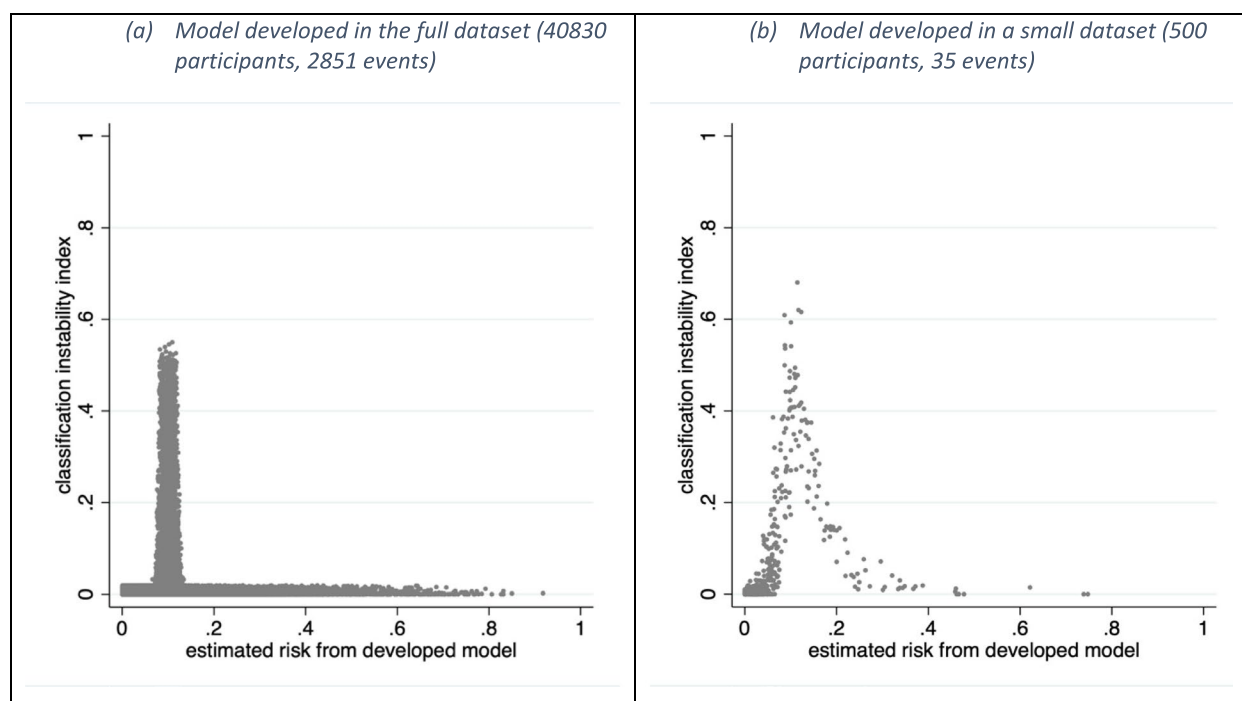 (a) Model developed in the full dataset (40830
participants, 2851 events)
1
.8
.6
.4
.2
0
classification instability index
0 .2 .4 .6 .8 1
estimated risk from developed model
(b) Model developed in a small dataset (500
participants, 35 events)
1
.8
.6
.4
.2
0
classification instability index
0 .2 .4 .6 .8 1
estimated risk from developed model